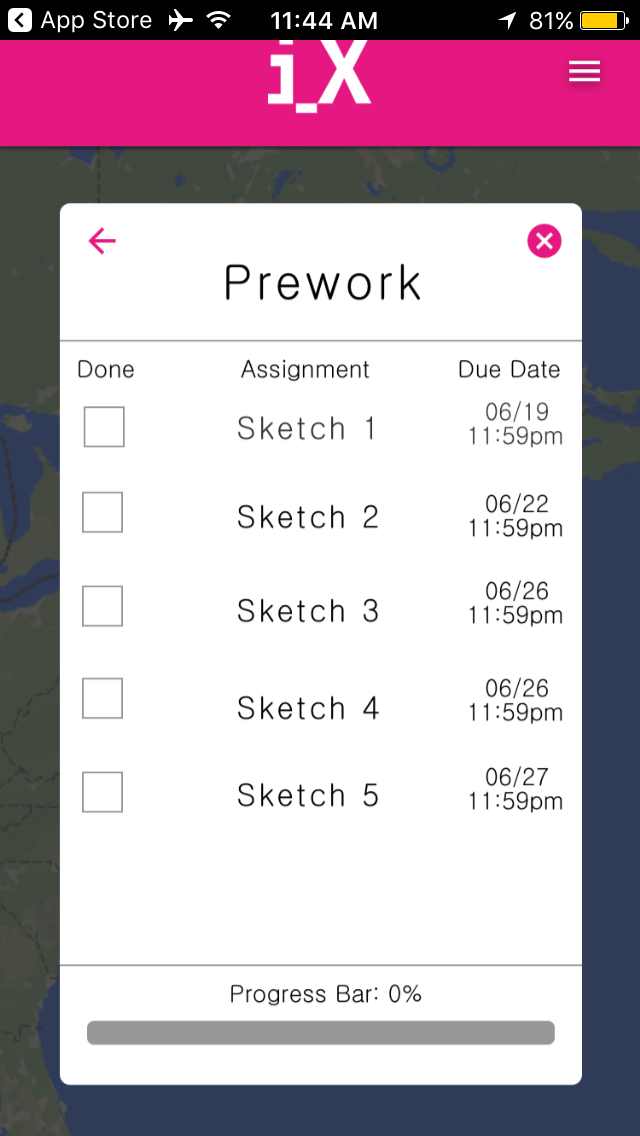 App Store 11:44 AM 81%
i_X
Prework
Done Assignment Due Date
Sketch 1 06/19
11:59pm
Sketch 2 06/22
11:59pm
Sketch 3 06/26
11:59pm
Sketch 4 06/26
11:59pm
Sketch 5 06/27
11:59pm
Progress Bar: 0%